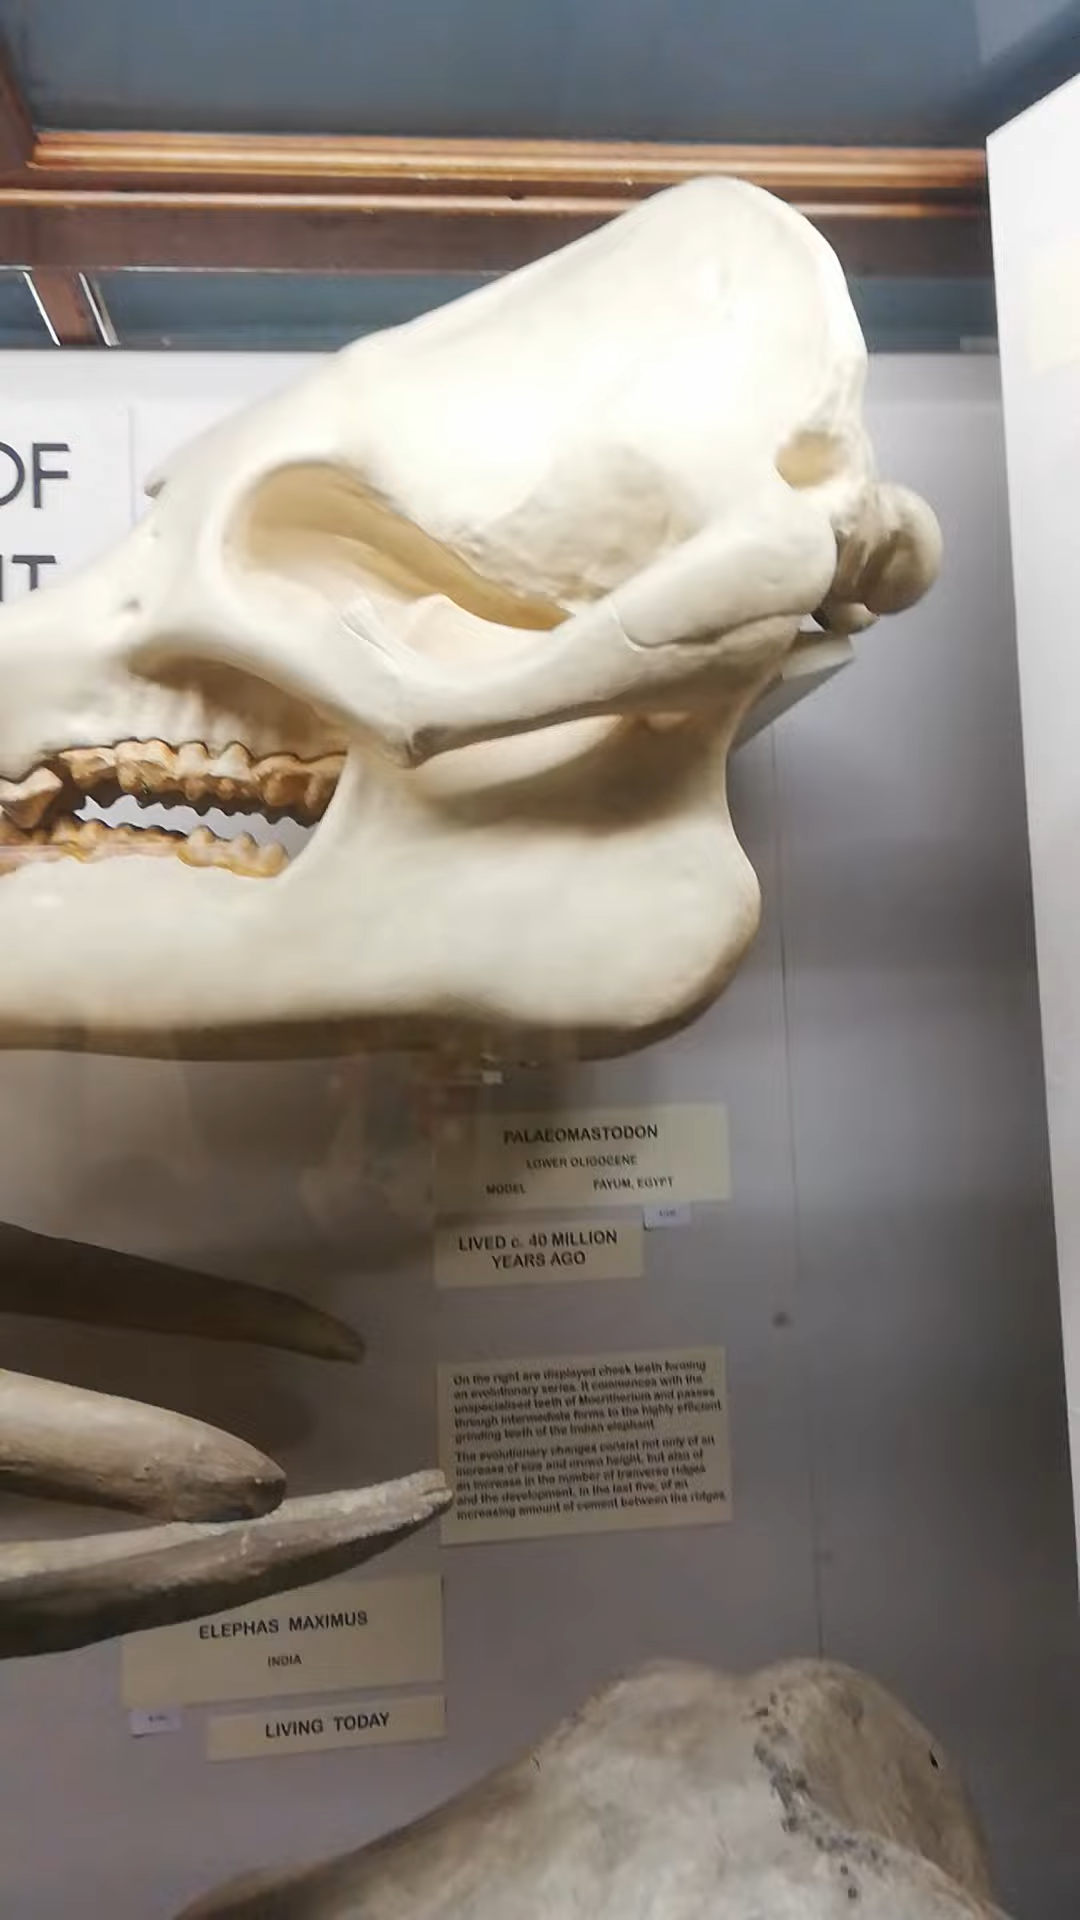 OF
PALAEOMASTODON
LOWER OLIGOCENE
MODEL FAYUM, EGYPT
LIVED c. 40 MILLION
YEARS AGO
On the right are displayed cheek teeth forming
an evolutionary series. It commences with the
unspecialised teeth of Moeritherium and passes
through intermediate forms to the highly efficient
grinding teeth of the Indian elephant.
The evolutionary changes consist not only of an
increase of size and crown height, but also of
an increase in the number of tranverse ridges
and the development, in the last five, of an
increasing amount of cement between the ridges.
ELEPHAS MAXIMUS
INDIA
LIVING TODAY